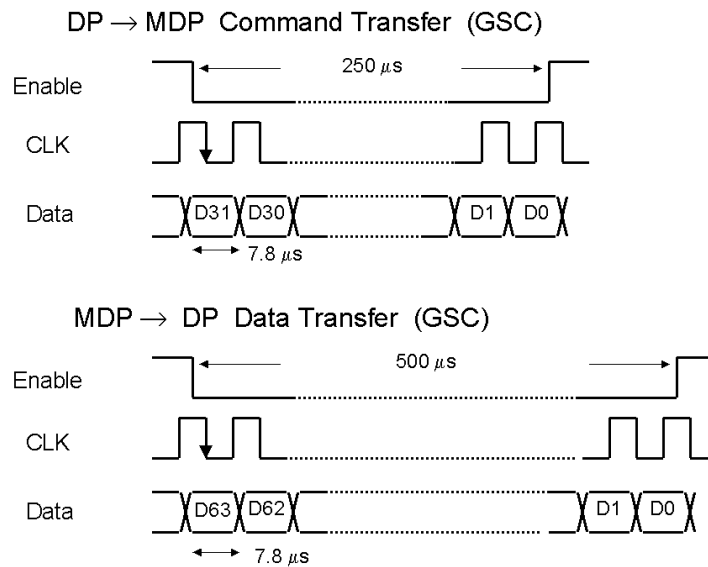 DP → MDP Command Transfer (GSC)
Enable
250 μs
CLK
Data
D31
D30
D1
D0
7.8 μs
MDP → DP Data Transfer (GSC)
Enable
500 μs
CLK
Data
D63
D62
D1
D0
7.8 μs